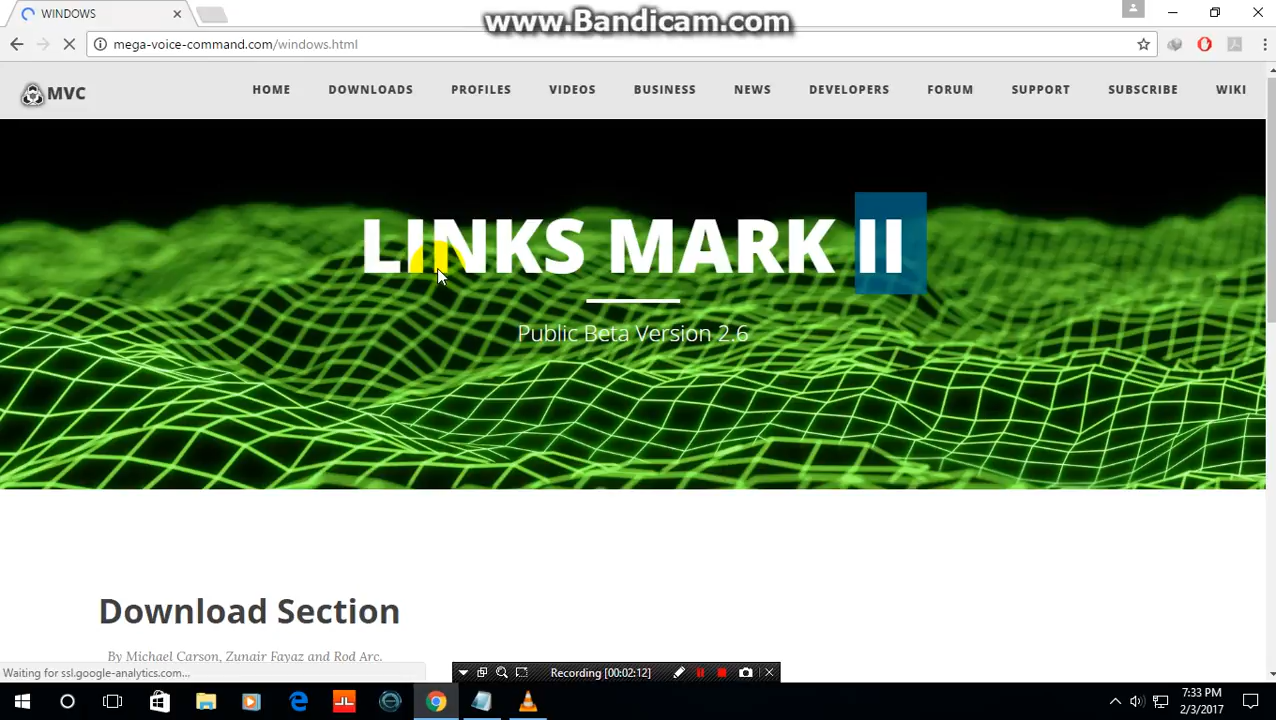 WINDOWS
www.Bandicam.com
mega-voice-command.com/windows.html
MVC
HOME DOWNLOADS PROFILES VIDEOS BUSINESS NEWS DEVELOPERS FORUM SUPPORT SUBSCRIBE WIKI
LINKS MARK II
Public Beta Version 2.6
Download Section
By Michael Carson, Zunair Fayaz and Rod Arc.
Waiting for ssl.google-analytics.com...
Recording [00:02:12]
7:33 PM
2/3/2017